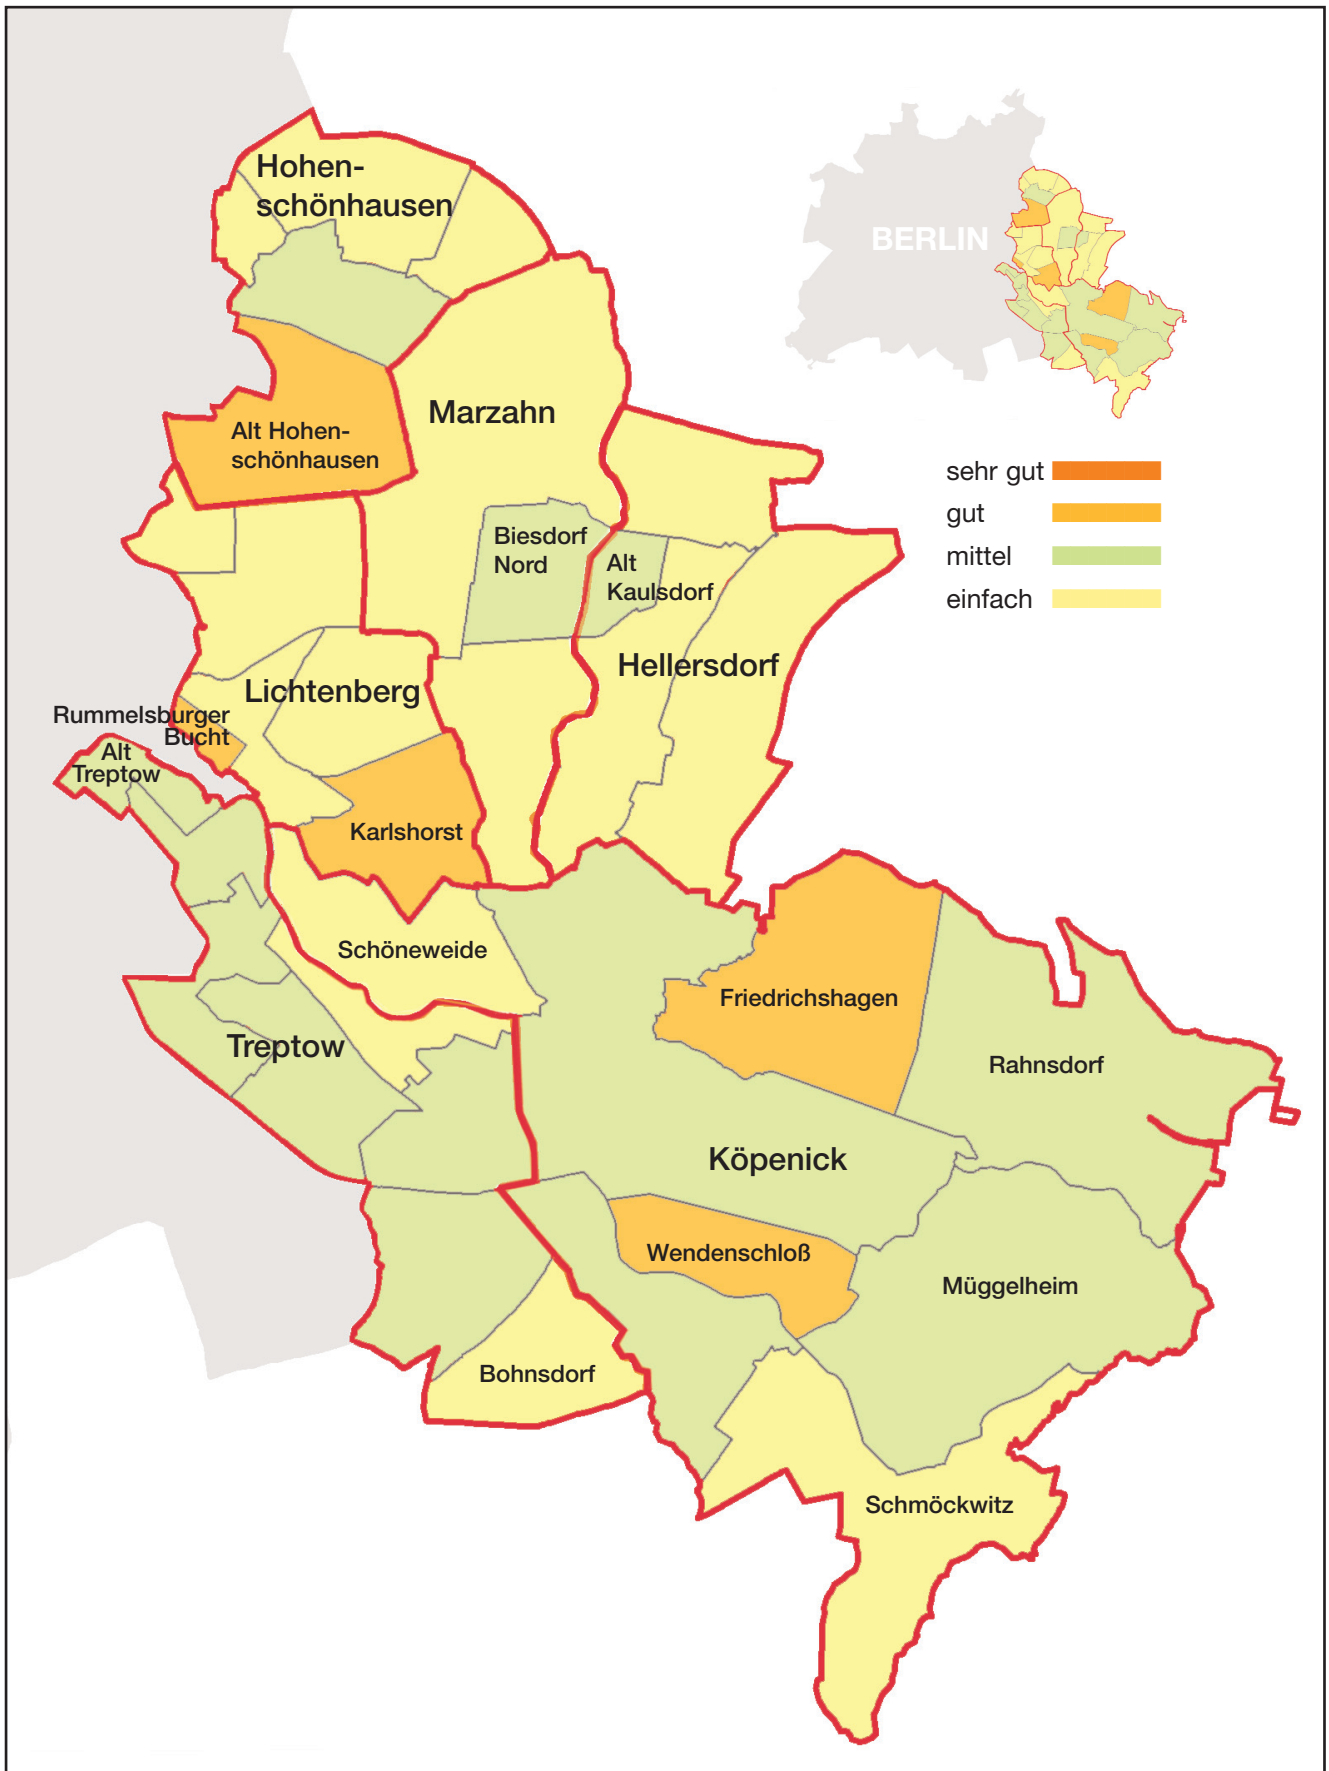 Hohen-
schönhausen
BERLIN
Marzahn
Alt Hohen-
schönhausen
sehr gut
gut
mittel
einfach
Biesdorf
Nord
Alt
Kaulsdorf
Hellersdorf
Lichtenberg
Rummelsburger
Bucht
Alt
Treptow
Karlshorst
Schöneweide
Friedrichshagen
Treptow
Rahnsdorf
Köpenick
Wendenschloß
Müggelheim
Bohnsdorf
Schmöckwitz